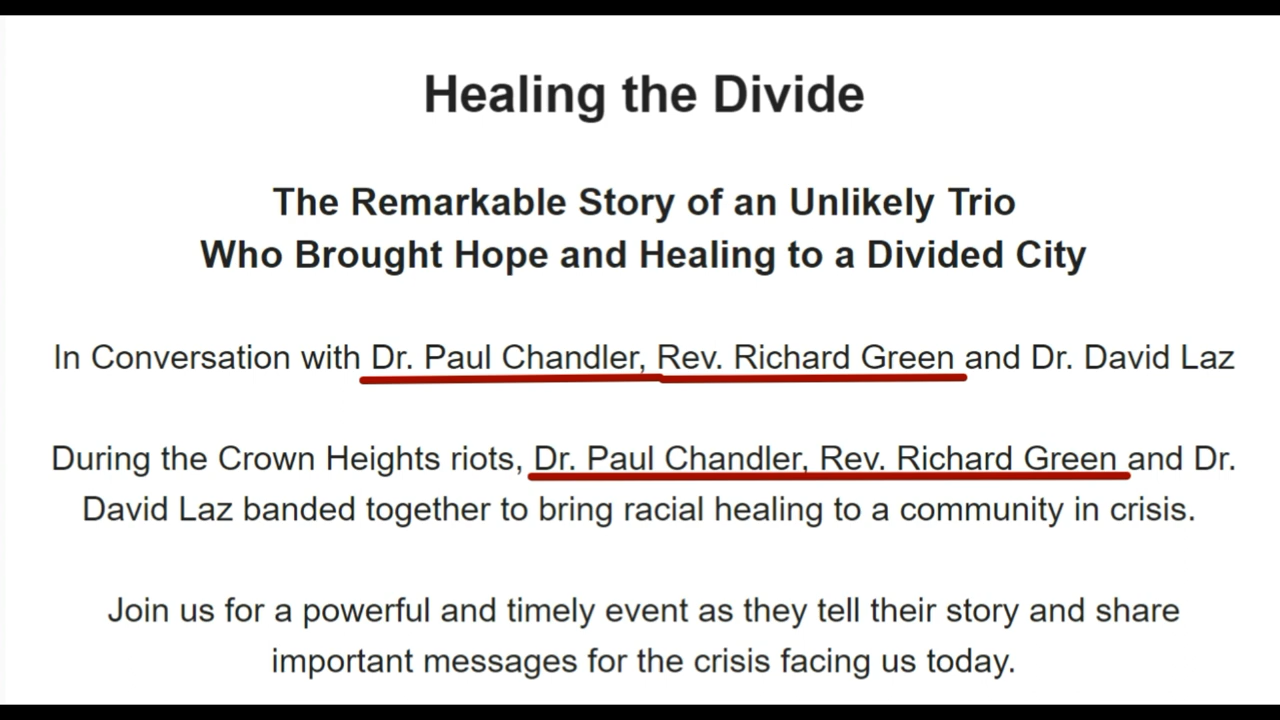 Healing the Divide
The Remarkable Story of an Unlikely Trio
Who Brought Hope and Healing to a Divided City
In Conversation with Dr. Paul Chandler, Rev. Richard Green and Dr. David Laz
During the Crown Heights riots, Dr. Paul Chandler, Rev. Richard Green and Dr.
David Laz banded together to bring racial healing to a community in crisis.
Join us for a powerful and timely event as they tell their story and share
important messages for the crisis facing us today.